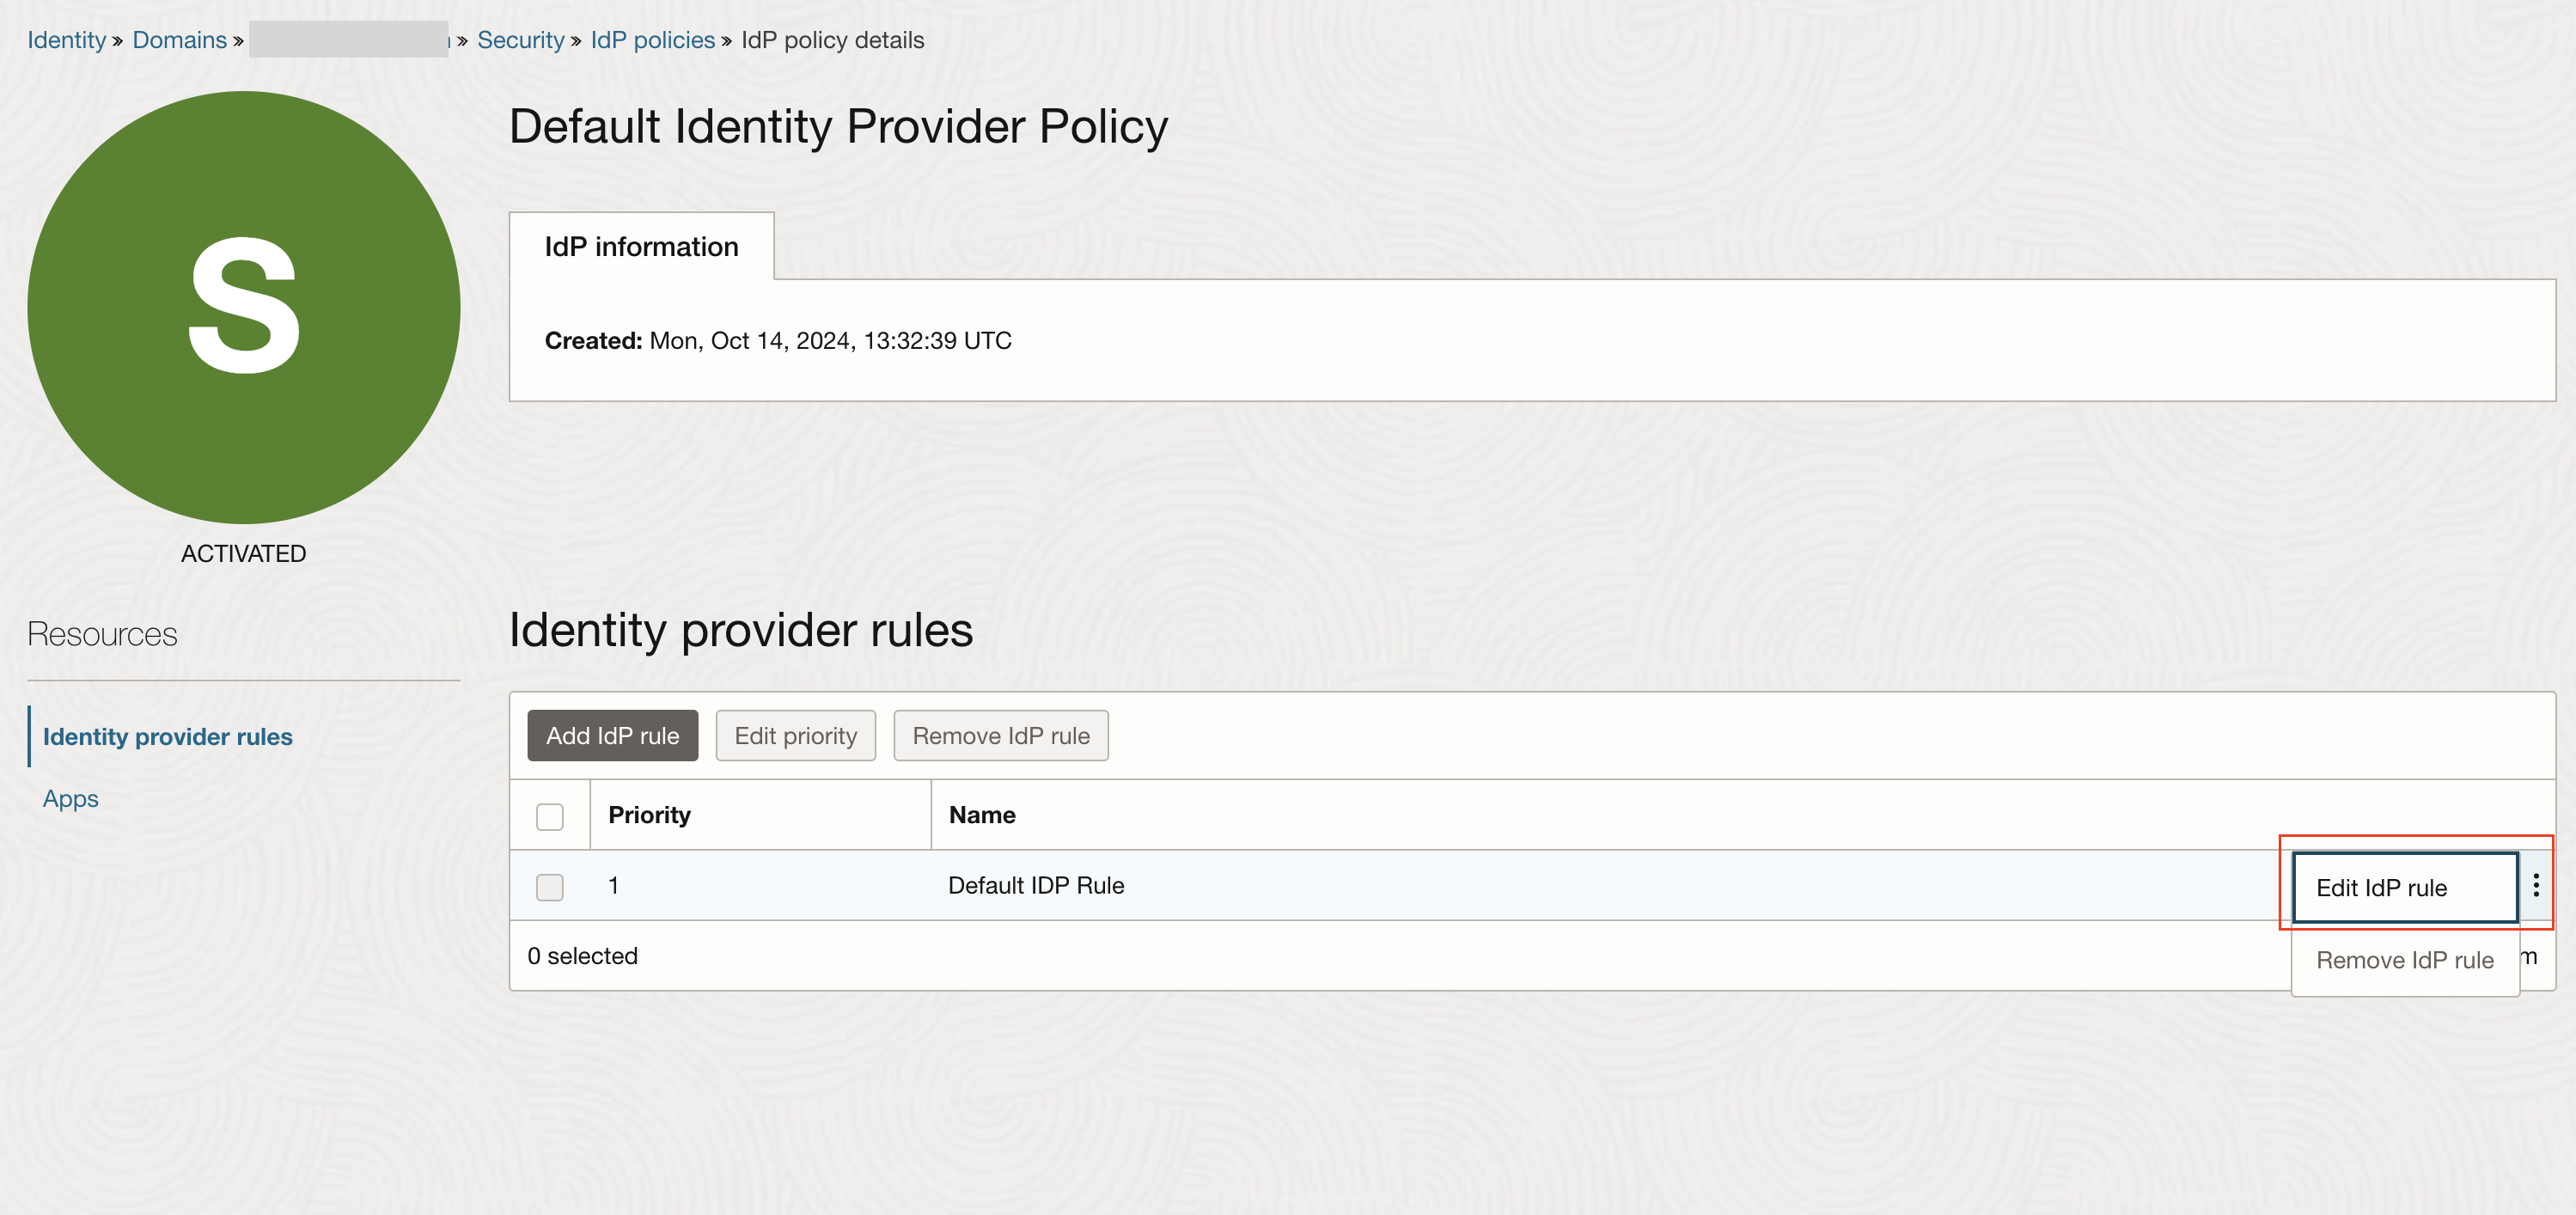 Identity » Domains » » Security » IdP policies » IdP policy details
Default Identity Provider Policy
S
ACTIVATED
IdP information
Created: Mon, Oct 14, 2024, 13:32:39 UTC
Resources
Identity provider rules
Apps
Identity provider rules
Add IdP rule
Edit priority
Remove IdP rule
Priority
Name
1
Default IDP Rule
Edit IdP rule
Remove IdP rule
0 selected